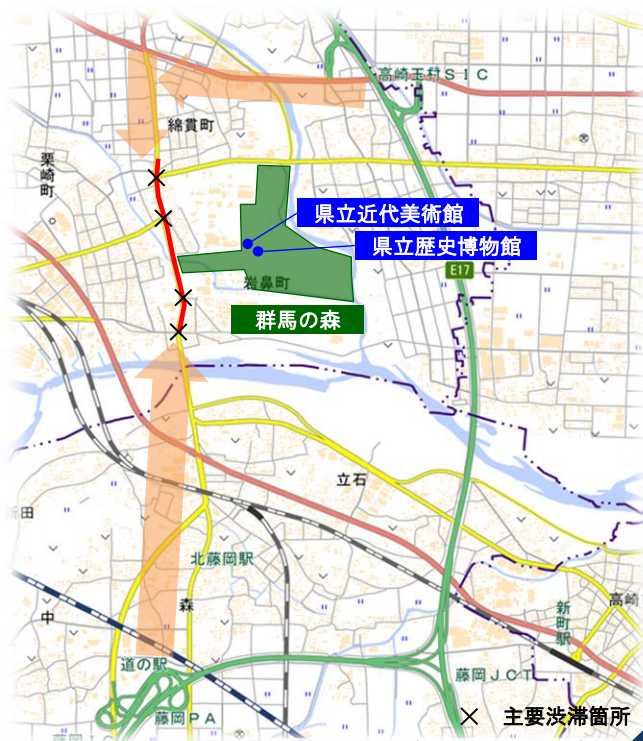 高崎玉村SIC
綿貫町
栗崎町
県立近代美術館
県立歴史博物館
E17
岩鼻町
群馬の森
立石
新田
北藤岡駅
森
中
高崎
新町駅
道の駅
藤岡JCT
藤岡PA
× 主要渋滞箇所